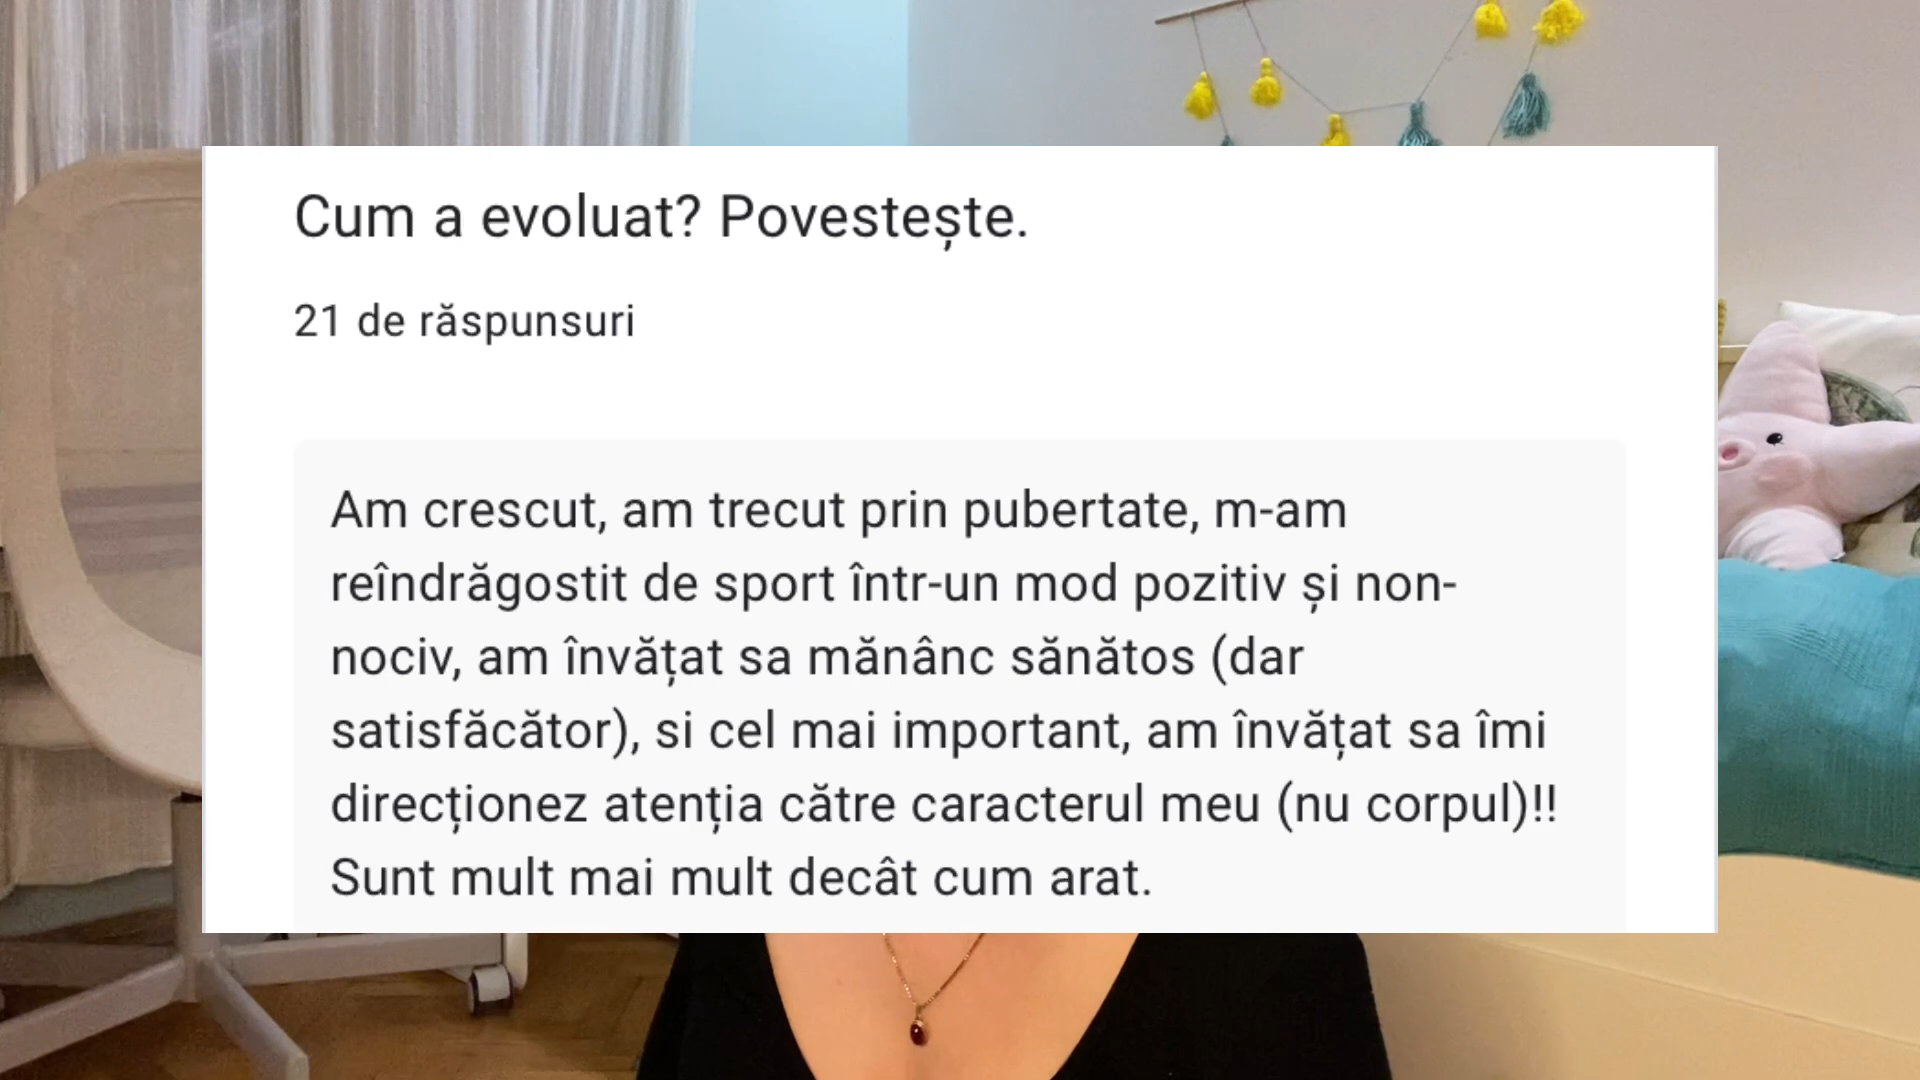 Cum a evoluat? Povestește.
21 de răspunsuri
Am crescut, am trecut prin pubertate, m-am
reîndrăgostit de sport într-un mod pozitiv și non-
nociv, am învățat sa mănânc sănătos (dar
satisfăcător), si cel mai important, am învățat sa îmi
direcționez atenția către caracterul meu (nu corpul)!!
Sunt mult mai mult decât cum arat.